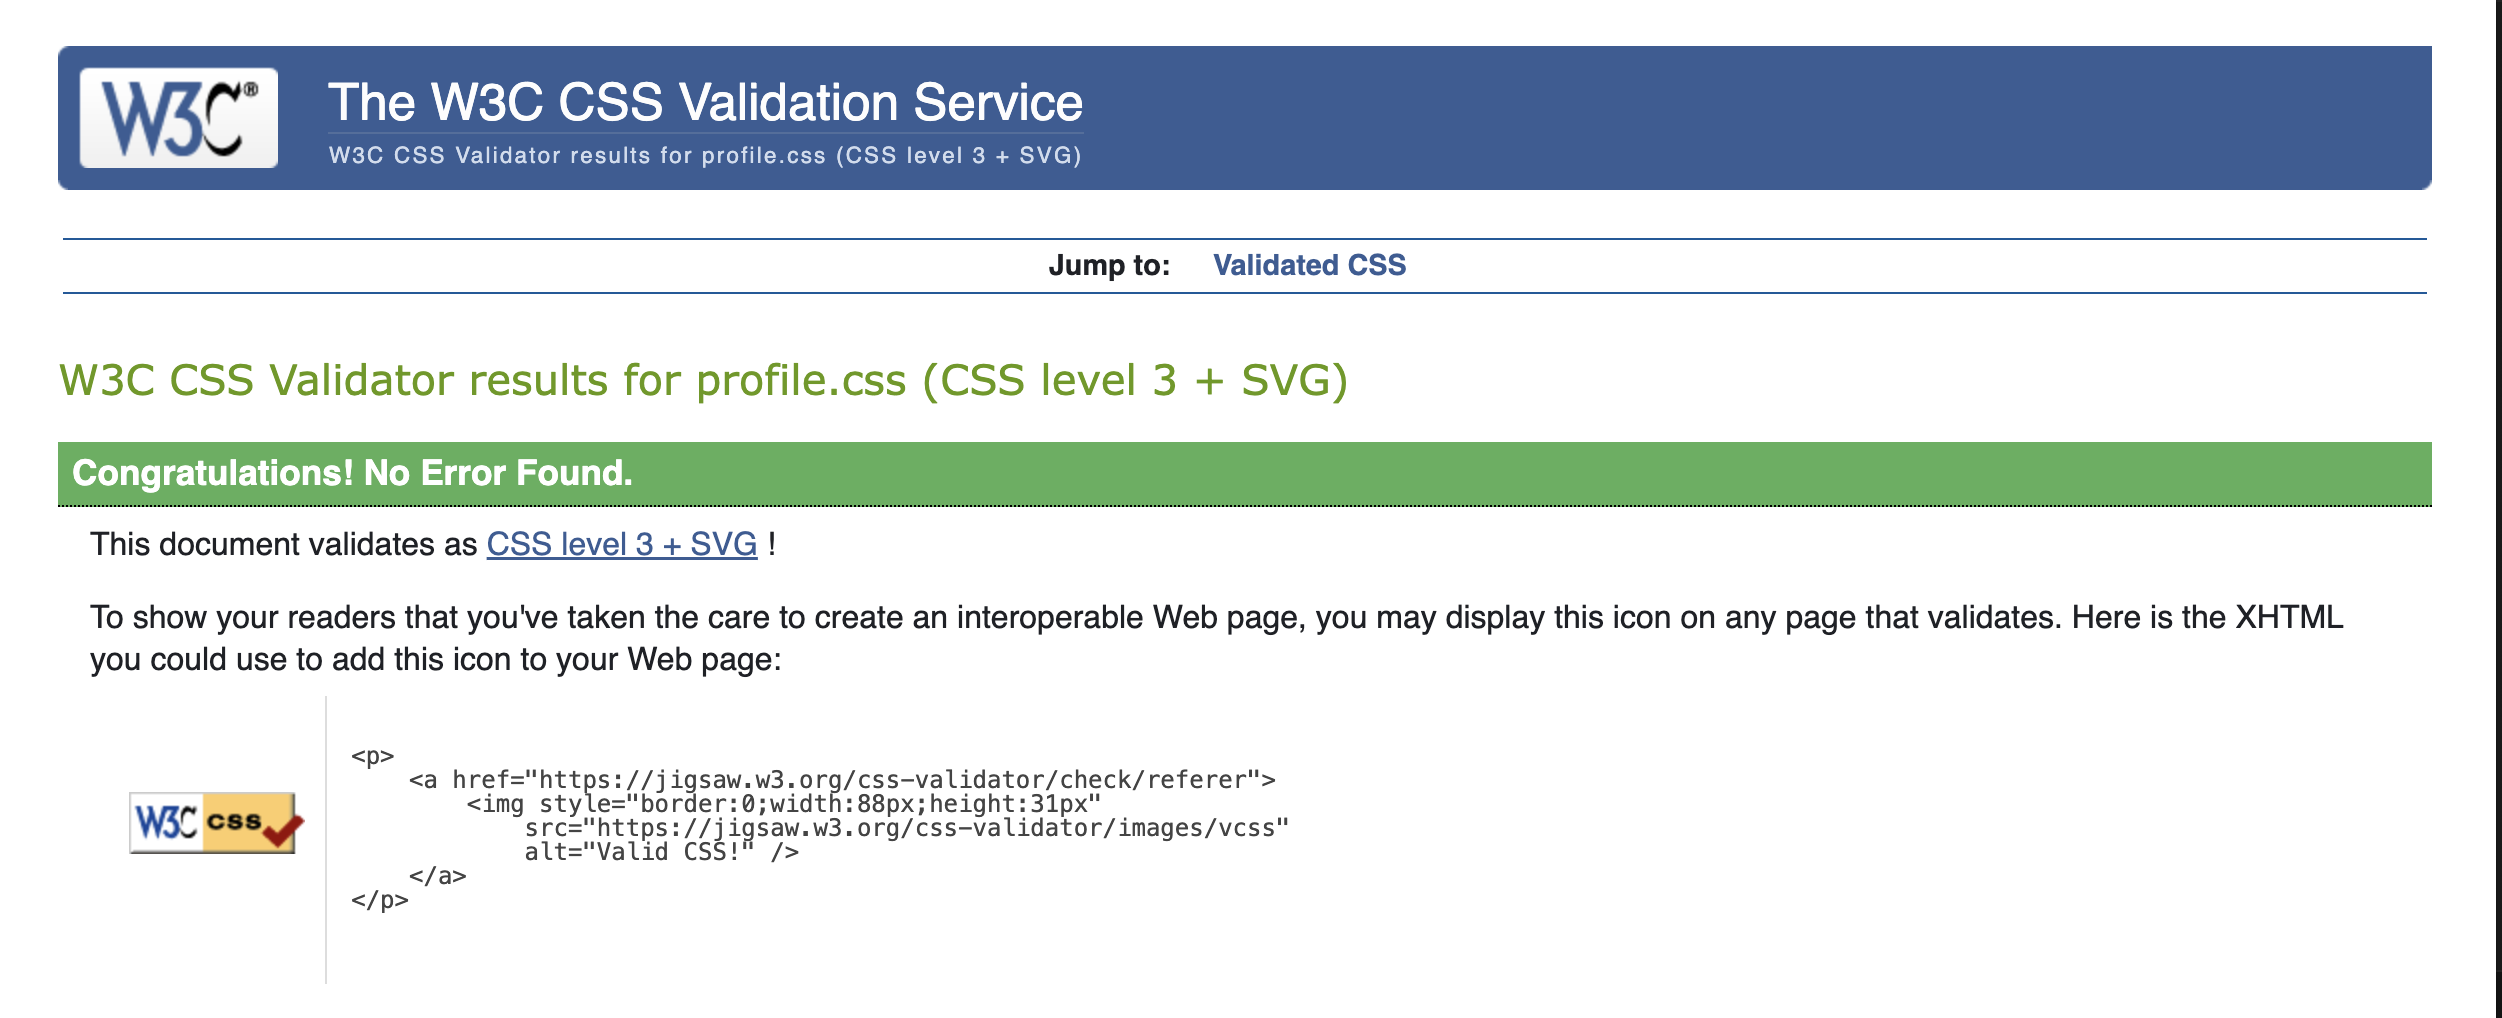 W3C®
The W3C CSS Validation Service
W3C CSS Validator results for profile.css (CSS level 3 + SVG)
Jump to: Validated CSS
W3C CSS Validator results for profile.css (CSS level 3 + SVG)
Congratulations! No Error Found.
This document validates as CSS level 3 + SVG !
To show your readers that you've taken the care to create an interoperable Web page, you may display this icon on any page that validates. Here is the XHTML
you could use to add this icon to your Web page:
W3C css
<p>
    <a href="https://jigsaw.w3.org/css-validator/check/referer">
        <img style="border:0;width:88px;height:31px"
            src="https://jigsaw.w3.org/css-validator/images/vcss"
            alt="Valid CSS!" />
    </a>
</p>